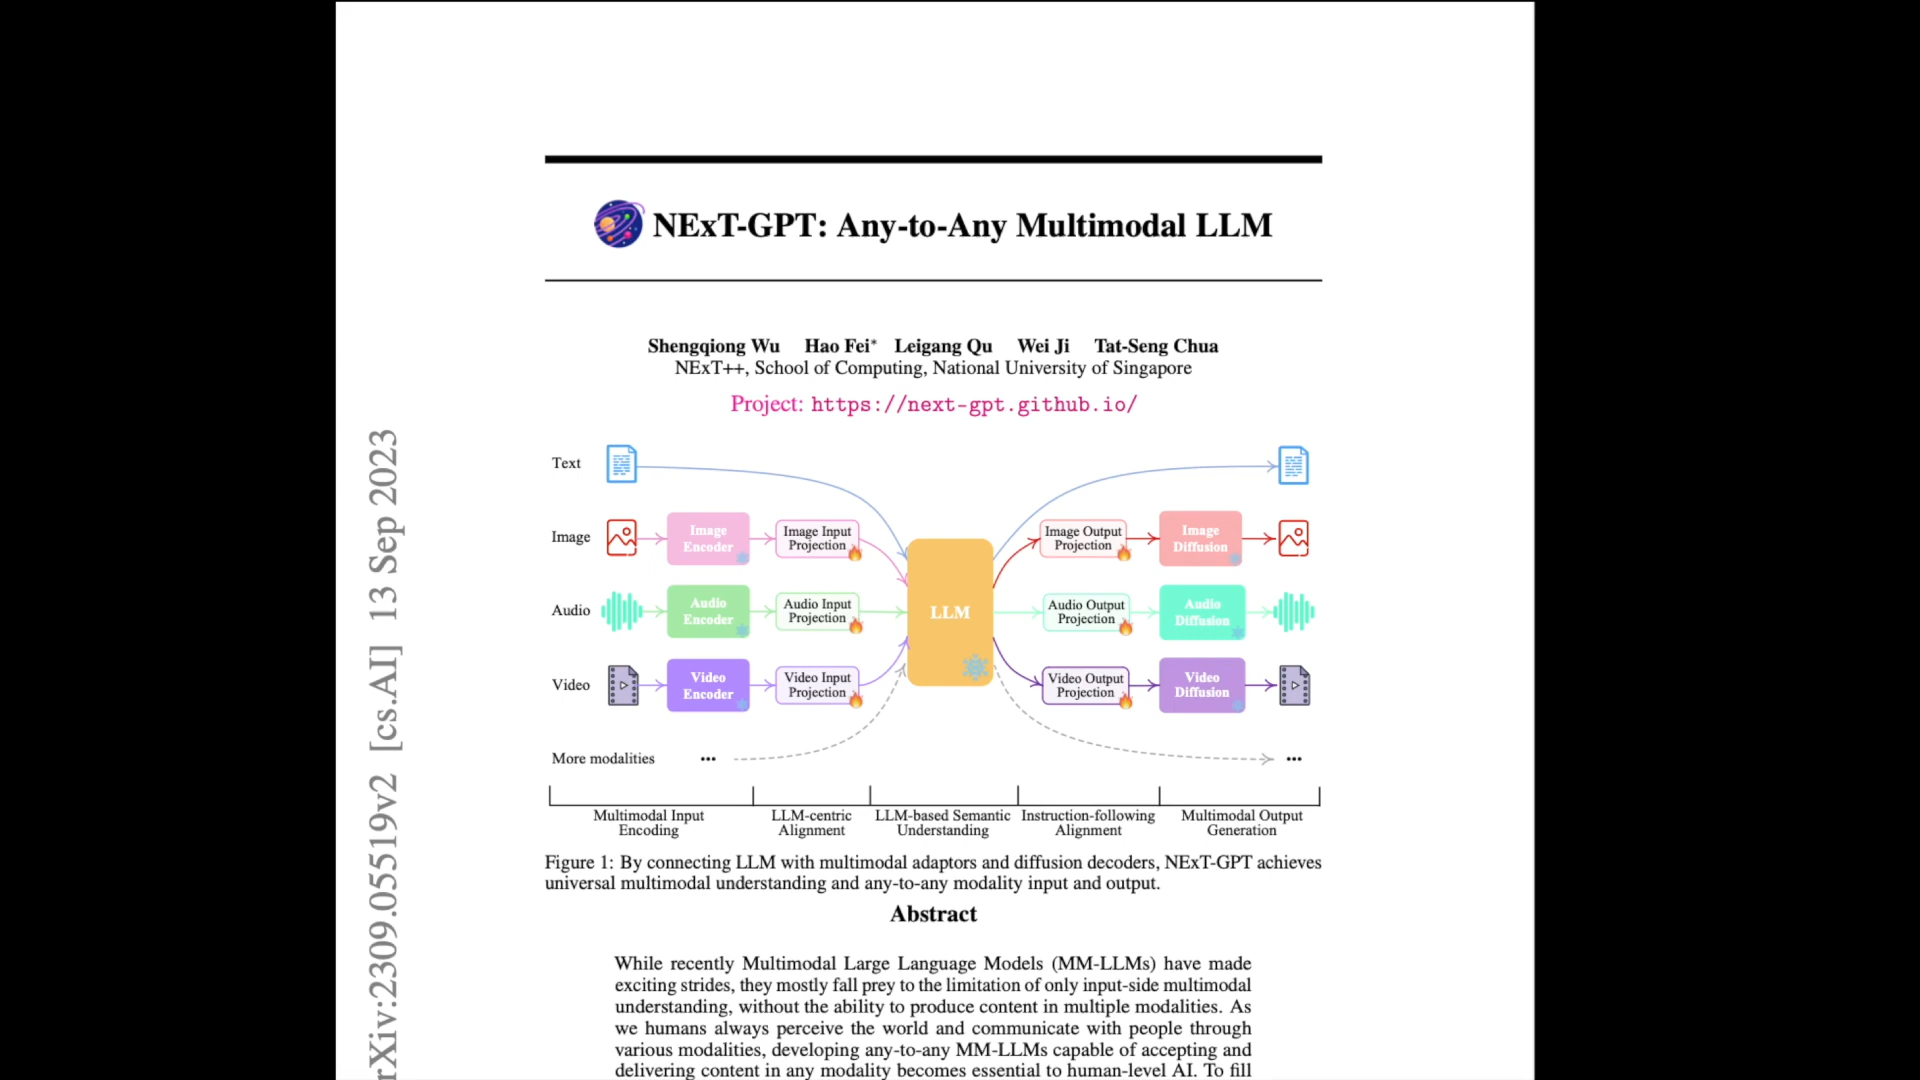 NExT-GPT: Any-to-Any Multimodal LLM
Shengqiong Wu Hao Fei* Leigang Qu Wei Ji Tat-Seng Chua
NExT++, School of Computing, National University of Singapore
Project: https://next-gpt.github.io/
rXiv:2309.05519v2 [cs.AI] 13 Sep 2023
Text
Image
Image
Encoder
Image Input
Projection
Image Output
Projection
Image
Diffusion
Audio
Audio
Encoder
Audio Input
Projection
LLM
Audio Output
Projection
Audio
Diffusion
Video
Video
Encoder
Video Input
Projection
Video Output
Projection
Video
Diffusion
More modalities ... ...
Multimodal Input
Encoding
LLM-centric
Alignment
LLM-based Semantic
Understanding
Instruction-following
Alignment
Multimodal Output
Generation
Figure 1: By connecting LLM with multimodal adaptors and diffusion decoders, NExT-GPT achieves
universal multimodal understanding and any-to-any modality input and output.
Abstract
While recently Multimodal Large Language Models (MM-LLMs) have made
exciting strides, they mostly fall prey to the limitation of only input-side multimodal
understanding, without the ability to produce content in multiple modalities. As
we humans always perceive the world and communicate with people through
various modalities, developing any-to-any MM-LLMs capable of accepting and
delivering content in any modality becomes essential to human-level AI. To fill